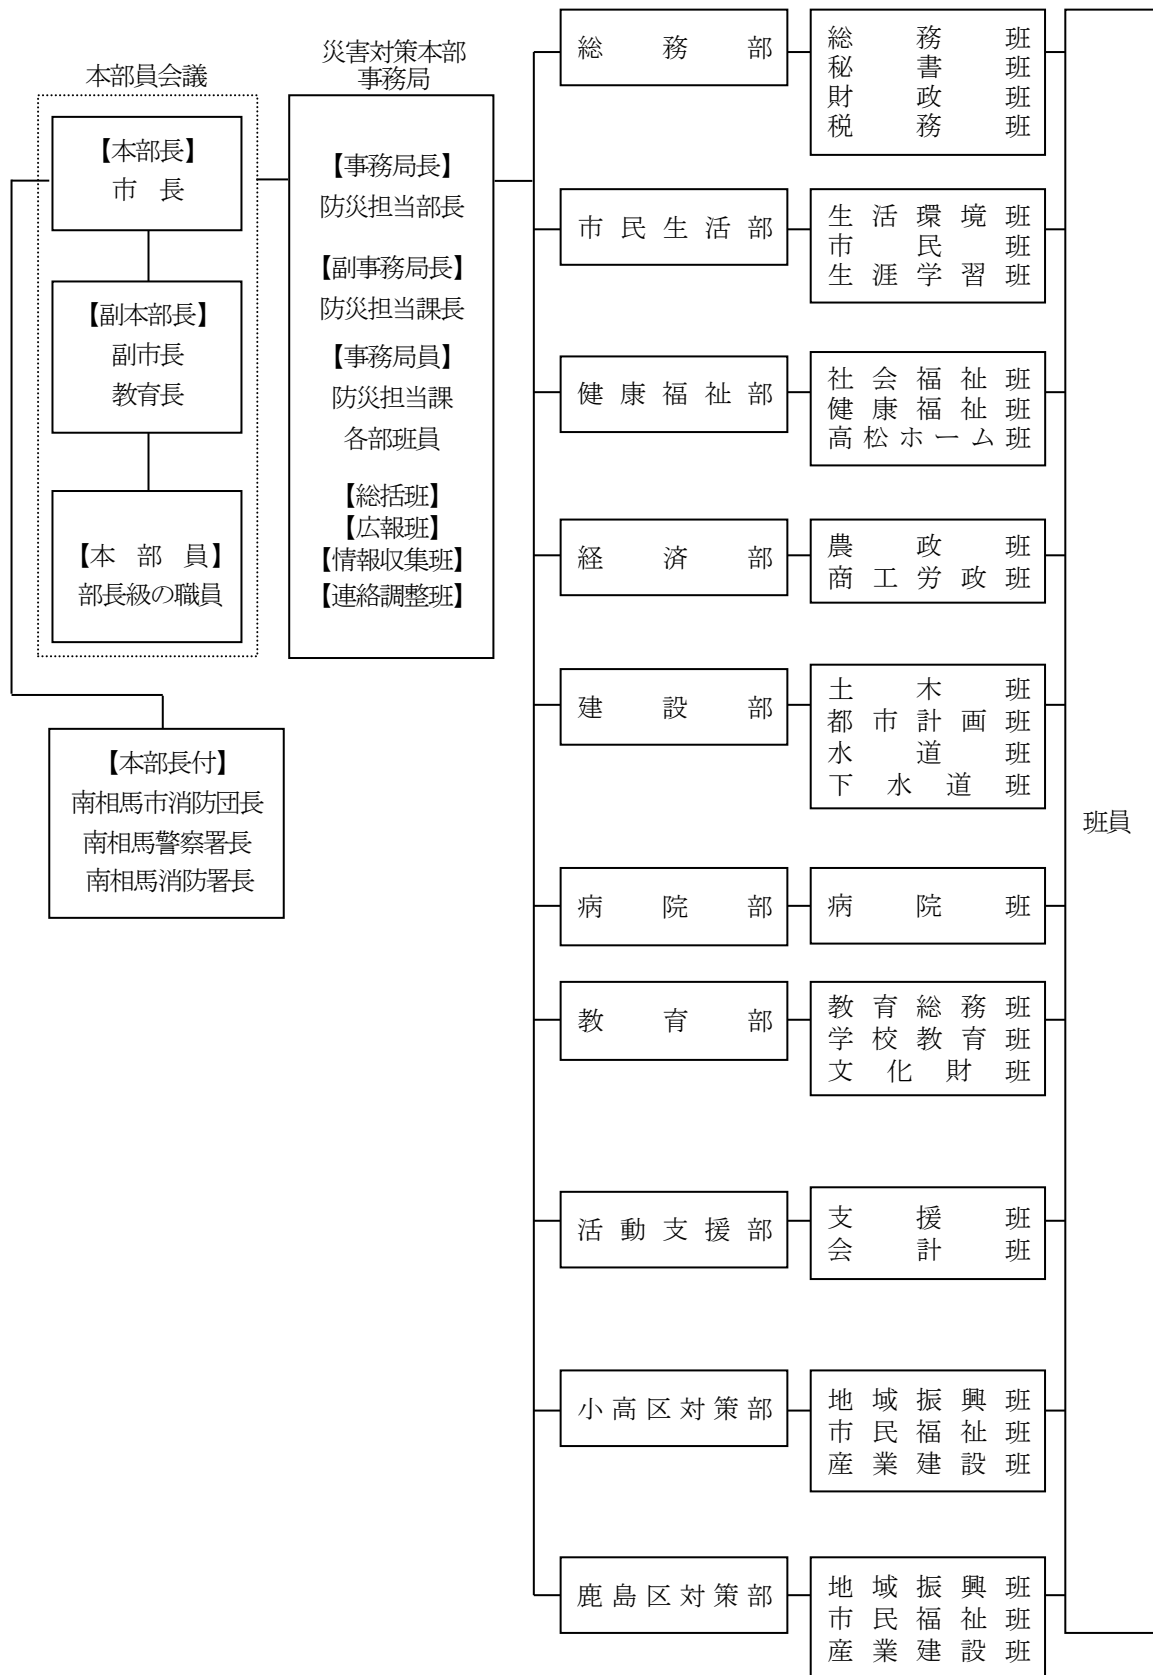 本部員会議
【本部長】
市　長
【副本部長】
副市長
教育長
【本　部　員】
部長級の職員
【本部長付】
南相馬市消防団長
南相馬警察署長
南相馬消防署長
災害対策本部
事務局
【事務局長】
防災担当部長
【副事務局長】
防災担当課長
【事務局員】
防災担当課
各部班員
【総括班】
【広報班】
【情報収集班】
【連絡調整班】
総務部
総務班
秘書班
財政班
税務班
市民生活部
生活環境班
市民班
生涯学習班
健康福祉部
社会福祉班
健康福祉班
高松ホーム班
経済部
農政班
商工労政班
建設部
土木班
都市計画班
水道班
下水道班
病院部
病院班
教育部
教育総務班
学校教育班
文化財班
活動支援部
支援班
会計班
小高区対策部
地域振興班
市民福祉班
産業建設班
鹿島区対策部
地域振興班
市民福祉班
産業建設班
班員